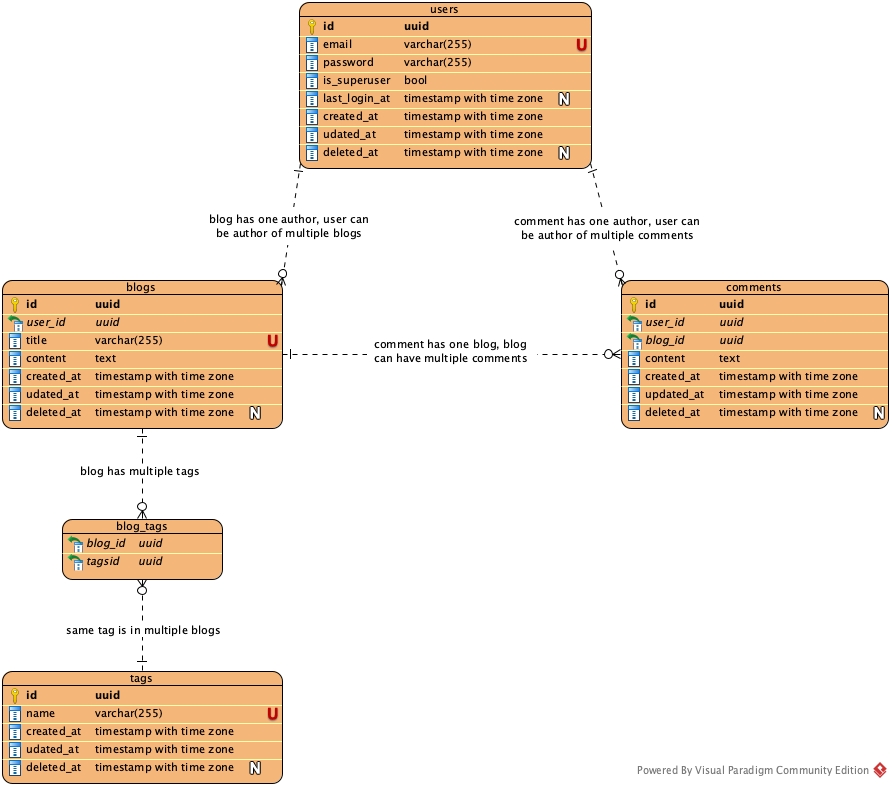 users
id uuid
email varchar(255) U
password varchar(255)
is_superuser bool
last_login_at timestamp with time zone N
created_at timestamp with time zone
udated_at timestamp with time zone
deleted_at timestamp with time zone N
blog has one author, user can
be author of multiple blogs
comment has one author, user can
be author of multiple comments
blogs
id uuid
user_id uuid
title varchar(255) U
content text
created_at timestamp with time zone
udated_at timestamp with time zone
deleted_at timestamp with time zone N
comment has one blog, blog
can have multiple comments
comments
id uuid
user_id uuid
blog_id uuid
content text
created_at timestamp with time zone
updated_at timestamp with time zone
deleted_at timestamp with time zone N
blog has multiple tags
blog_tags
blog_id uuid
tagsid uuid
same tag is in multiple blogs
tags
id uuid
name varchar(255) U
created_at timestamp with time zone
udated_at timestamp with time zone
deleted_at timestamp with time zone N
Powered By Visual Paradigm Community Edition